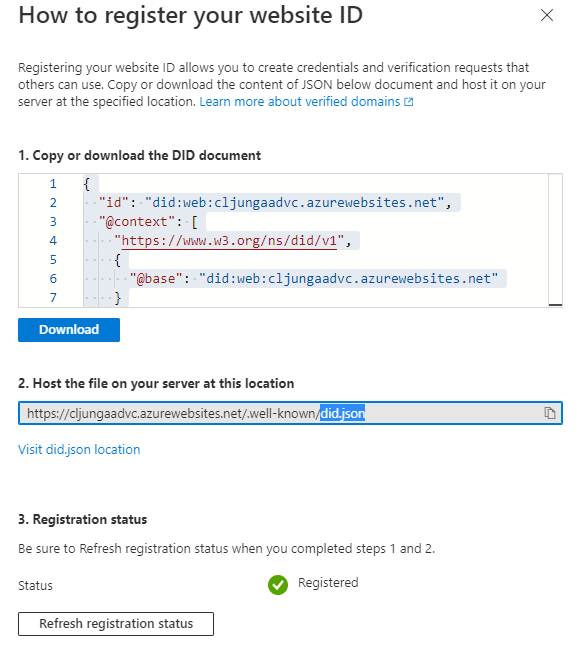 How to register your website ID
Registering your website ID allows you to create credentials and verification requests that
others can use. Copy or download the content of JSON below document and host it on your
server at the specified location. Learn more about verified domains
1. Copy or download the DID document
1 {
2 "id": "did:web:cljungaadvc.azurewebsites.net",
3 "@context": [
4 "https://www.w3.org/ns/did/v1",
5 {
6 "@base": "did:web:cljungaadvc.azurewebsites.net"
7 }
Download
2. Host the file on your server at this location
https://cljungaadvc.azurewebsites.net/.well-known/did.json
Visit did.json location
3. Registration status
Be sure to Refresh registration status when you completed steps 1 and 2.
Status Registered
Refresh registration status